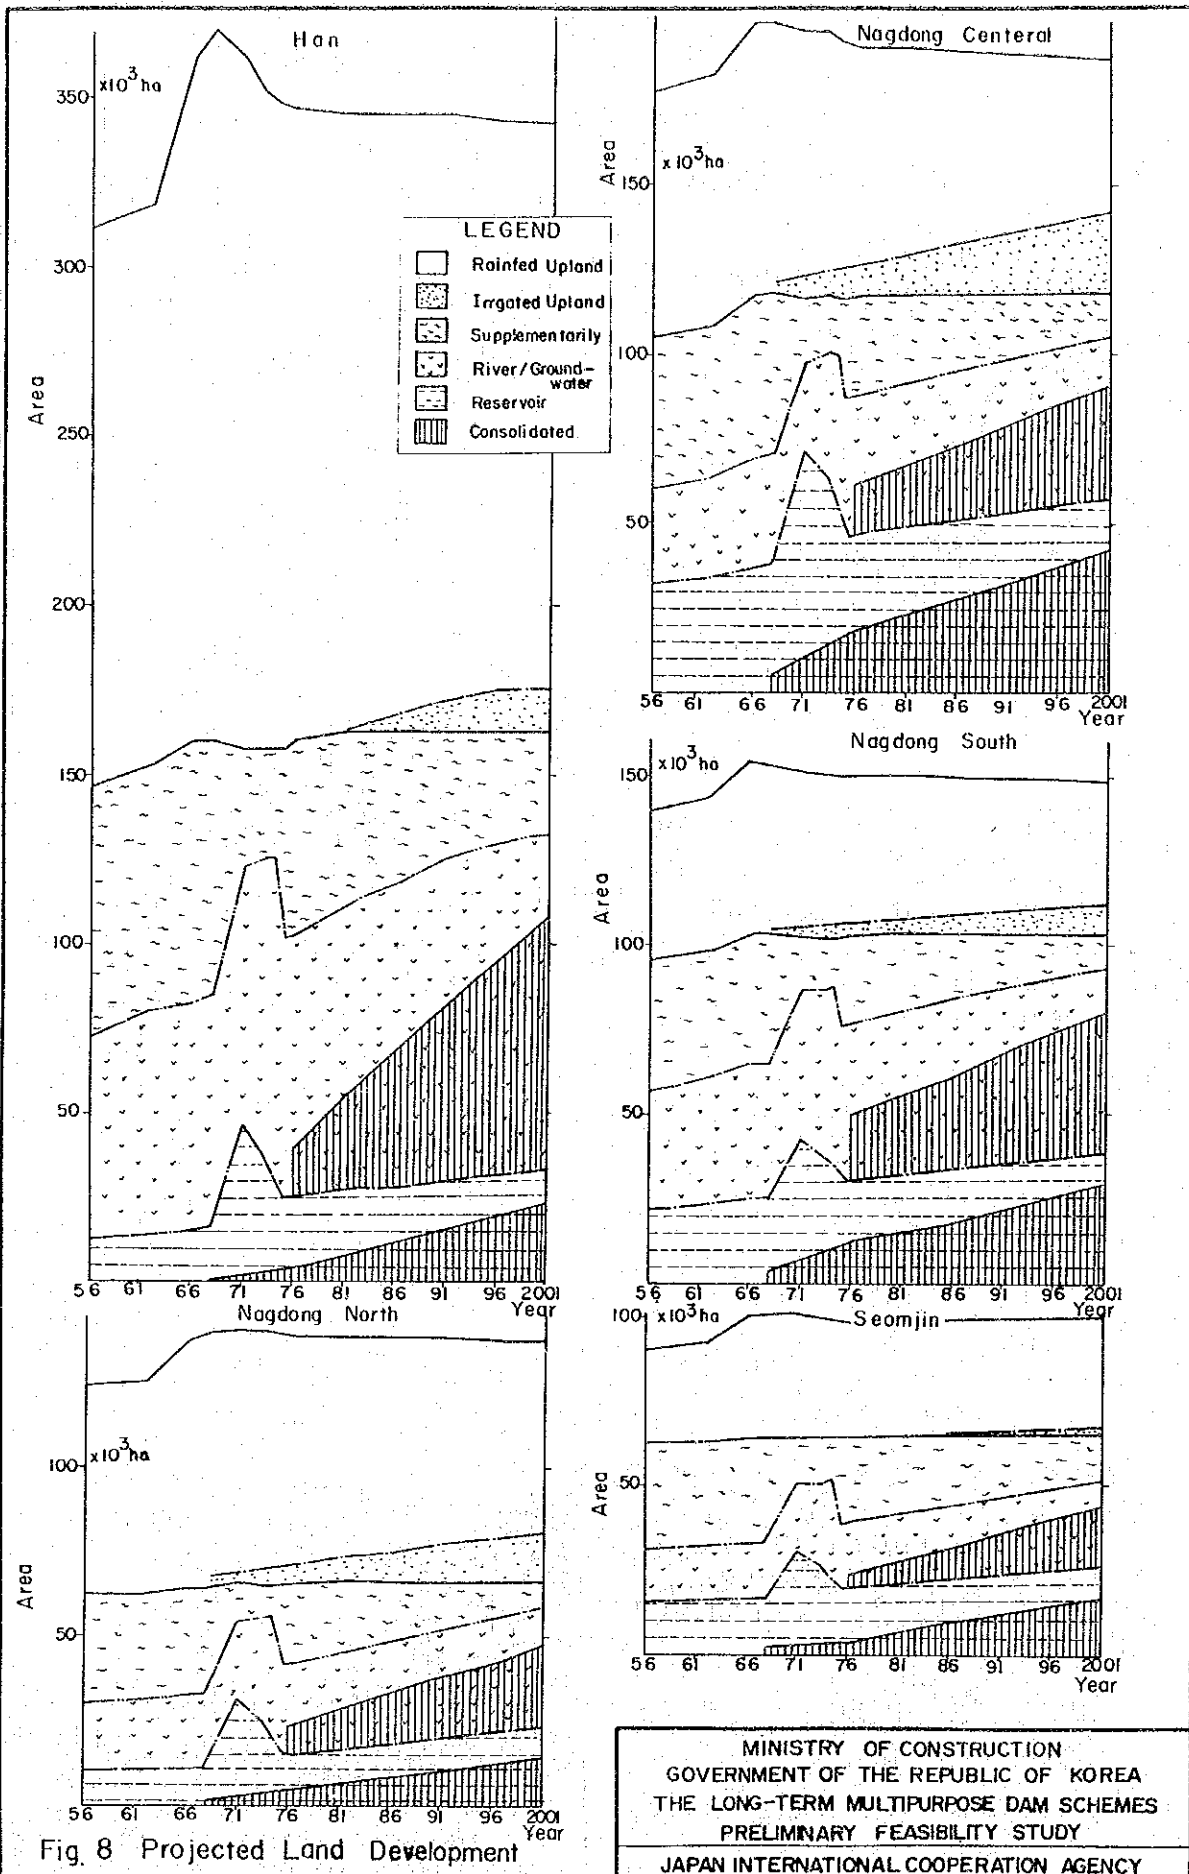 Han
x10³ha
350
300
250
200
150
100
50
Area
56 61 66 71 76 81 86 91 96 2001
Year
LEGEND
Rainfed Upland
Irrgated Upland
Supplementarily
River/Ground-
water
Reservoir
Consolidated
Nagdong Centeral
x10³ha
150
100
50
Area
56 61 66 71 76 81 86 91 96 2001
Year
Nagdong South
x10³ha
150
100
50
Area
56 61 66 71 76 81 86 91 96 2001
Year
Nagdong North
x10³ha
100
50
Area
56 61 66 71 76 81 86 91 96 2001
Year
Seomjin
x10³ha
100
50
Area
56 61 66 71 76 81 86 91 96 2001
Year
Fig. 8 Projected Land Development
MINISTRY OF CONSTRUCTION
GOVERNMENT OF THE REPUBLIC OF KOREA
THE LONG-TERM MULTIPURPOSE DAM SCHEMES
PRELIMINARY FEASIBILITY STUDY
JAPAN INTERNATIONAL COOPERATION AGENCY